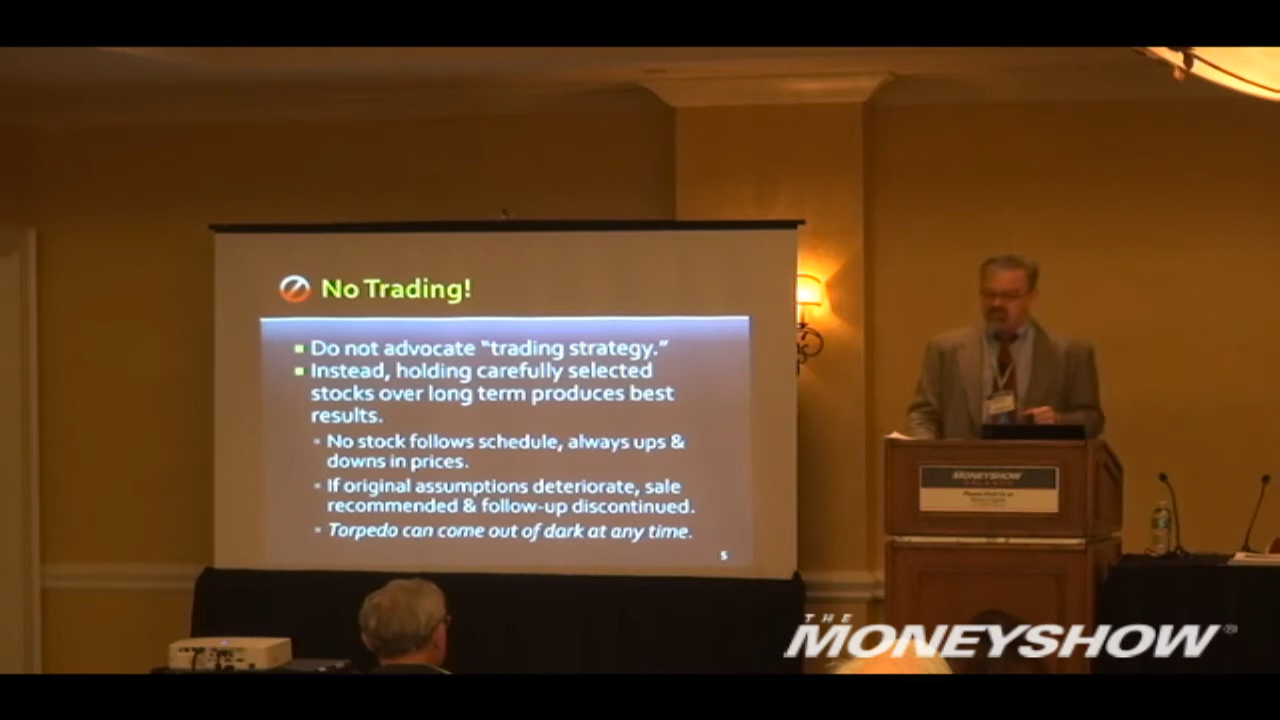 No Trading!
Do not advocate "trading strategy."
Instead, holding carefully selected
stocks over long term produces best
results.
No stock follows schedule, always ups &
downs in prices.
If original assumptions deteriorate, sale
recommended & follow-up discontinued.
Torpedo can come out of dark at any time.
5
MONEYSHOW
ORLANDO
THE
MONEYSHOW®